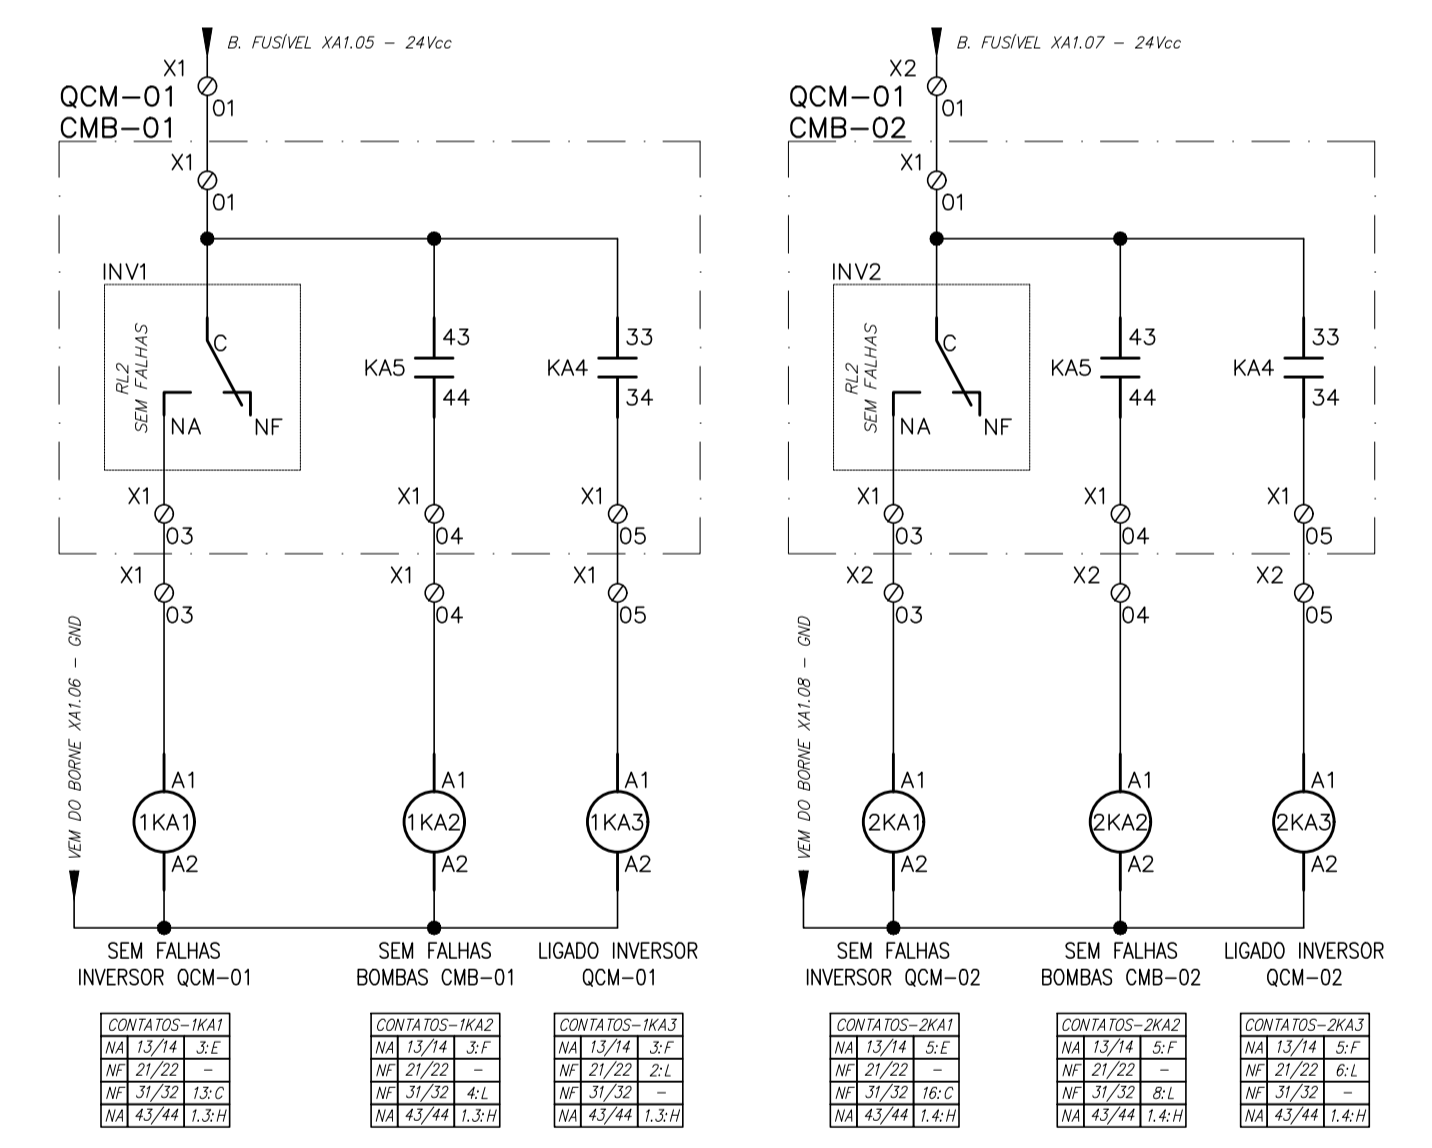 B. FUSÍVEL XA1.05 – 24Vcc
X1
01
QCM–01
CMB–01
X1
01
INV1
RL2
SEM FALHAS
C
NA
NF
43
KA5
44
33
KA4
34
X1
03
X1
04
X1
05
X1
03
X1
04
X1
05
VEM DO BORNE XA1.06 – GND
A1
1KA1
A2
A1
1KA2
A2
A1
1KA3
A2
SEM FALHAS
INVERSOR QCM–01
SEM FALHAS
BOMBAS CMB–01
LIGADO INVERSOR
QCM–01
CONTATOS–1KA1
NA 13/14 3:E
NF 21/22 –
NF 31/32 13:C
NA 43/44 1.3:H
CONTATOS–1KA2
NA 13/14 3:F
NF 21/22 –
NF 31/32 4:L
NA 43/44 1.3:H
CONTATOS–1KA3
NA 13/14 3:F
NF 21/22 2:L
NF 31/32 –
NA 43/44 1.3:H
B. FUSÍVEL XA1.07 – 24Vcc
X2
01
QCM–01
CMB–02
X1
01
INV2
RL2
SEM FALHAS
C
NA
NF
43
KA5
44
33
KA4
34
X1
03
X1
04
X1
05
X2
03
X2
04
X2
05
VEM DO BORNE XA1.08 – GND
A1
2KA1
A2
A1
2KA2
A2
A1
2KA3
A2
SEM FALHAS
INVERSOR QCM–02
SEM FALHAS
BOMBAS CMB–02
LIGADO INVERSOR
QCM–02
CONTATOS–2KA1
NA 13/14 5:E
NF 21/22 –
NF 31/32 16:C
NA 43/44 1.4:H
CONTATOS–2KA2
NA 13/14 5:F
NF 21/22 –
NF 31/32 8:L
NA 43/44 1.4:H
CONTATOS–2KA3
NA 13/14 5:F
NF 21/22 6:L
NF 31/32 –
NA 43/44 1.4:H